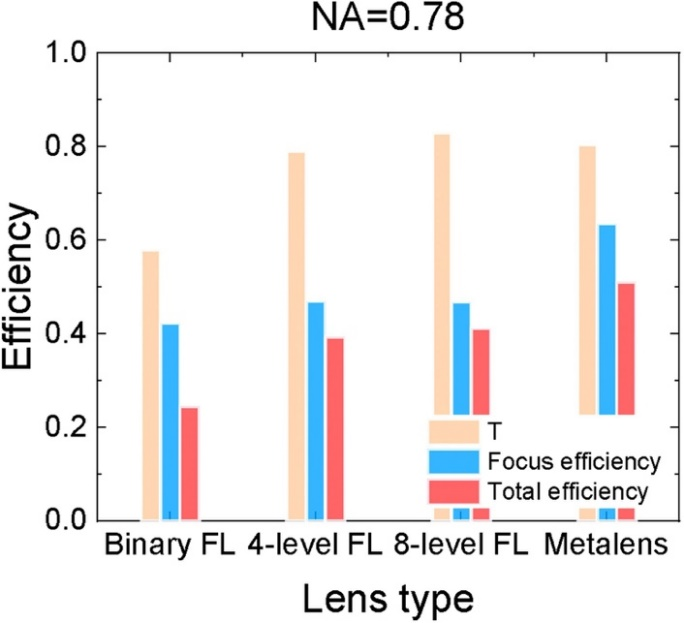 NA=0.78
1.0
0.8
0.6
0.4
0.2
0.0
Efficiency
T
Focus efficiency
Total efficiency
Binary FL 4-level FL 8-level FL Metalens
Lens type